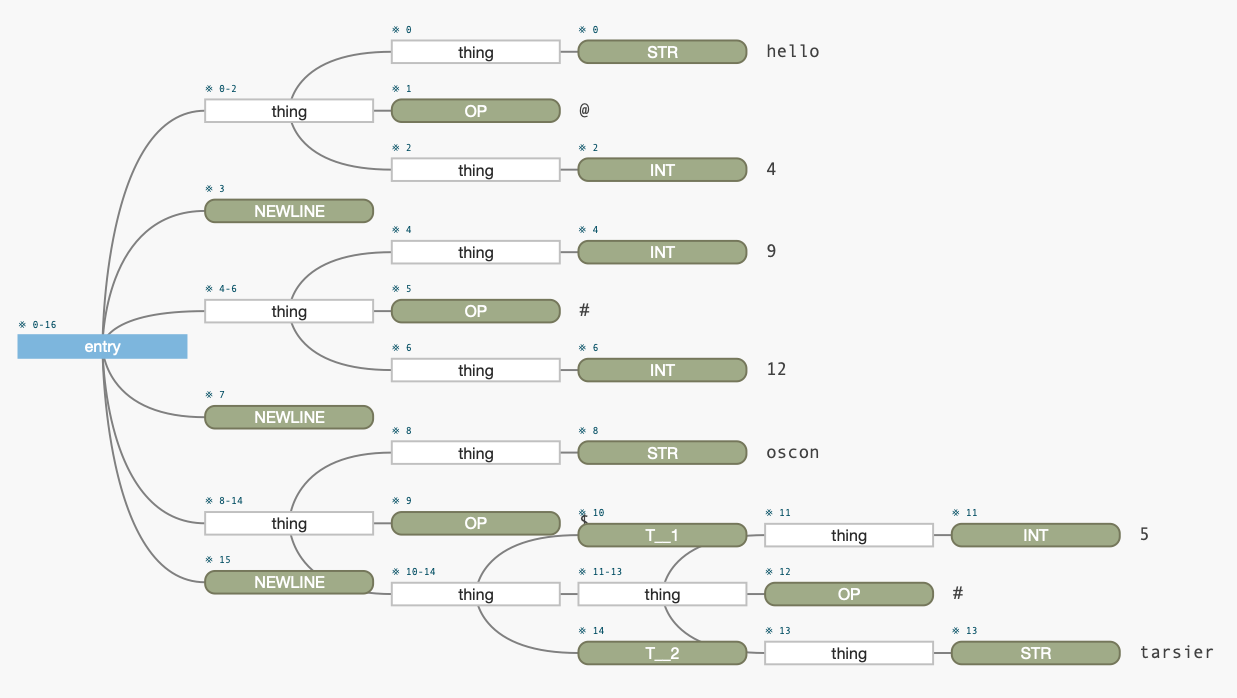 ※ 0 ※ 0
thing STR hello
※ 0-2 ※ 1
thing OP @
※ 2 ※ 2
thing INT 4
※ 3
NEWLINE
※ 4 ※ 4
thing INT 9
※ 4-6 ※ 5
thing OP #
※ 0-16
entry
※ 6 ※ 6
thing INT 12
※ 7
NEWLINE
※ 8 ※ 8
thing STR oscon
※ 8-14 ※ 9
thing OP $
※ 10 ※ 11 ※ 11
T__1 thing INT 5
※ 15
NEWLINE
※ 10-14 ※ 11-13 ※ 12
thing thing OP #
※ 14 ※ 13 ※ 13
T__2 thing STR tarsier